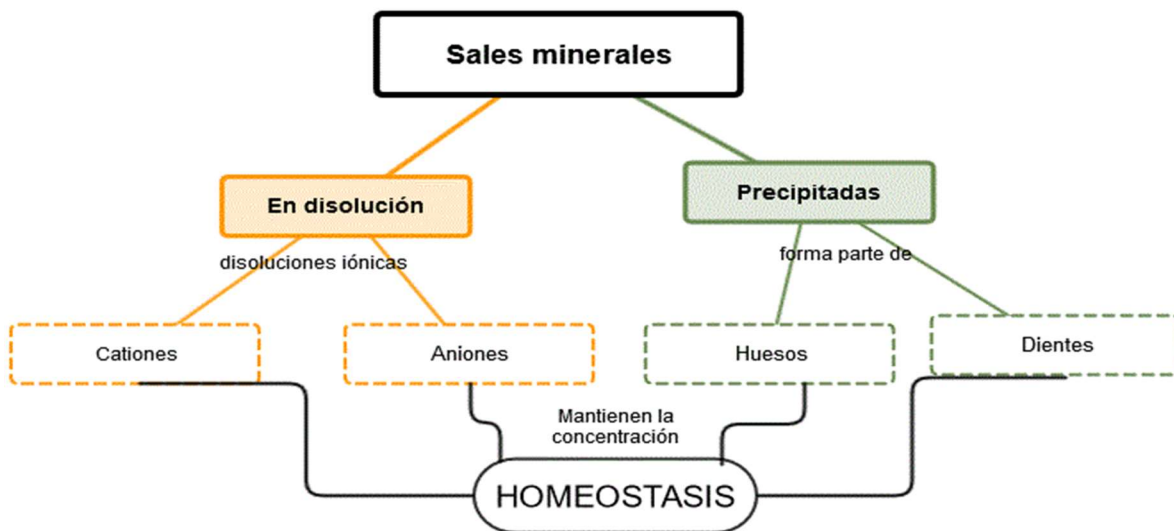 Sales minerales
En disolución
Precipitadas
disoluciones iónicas
forma parte de
Cationes
Aniones
Huesos
Dientes
Mantienen la
concentración
HOMEOSTASIS